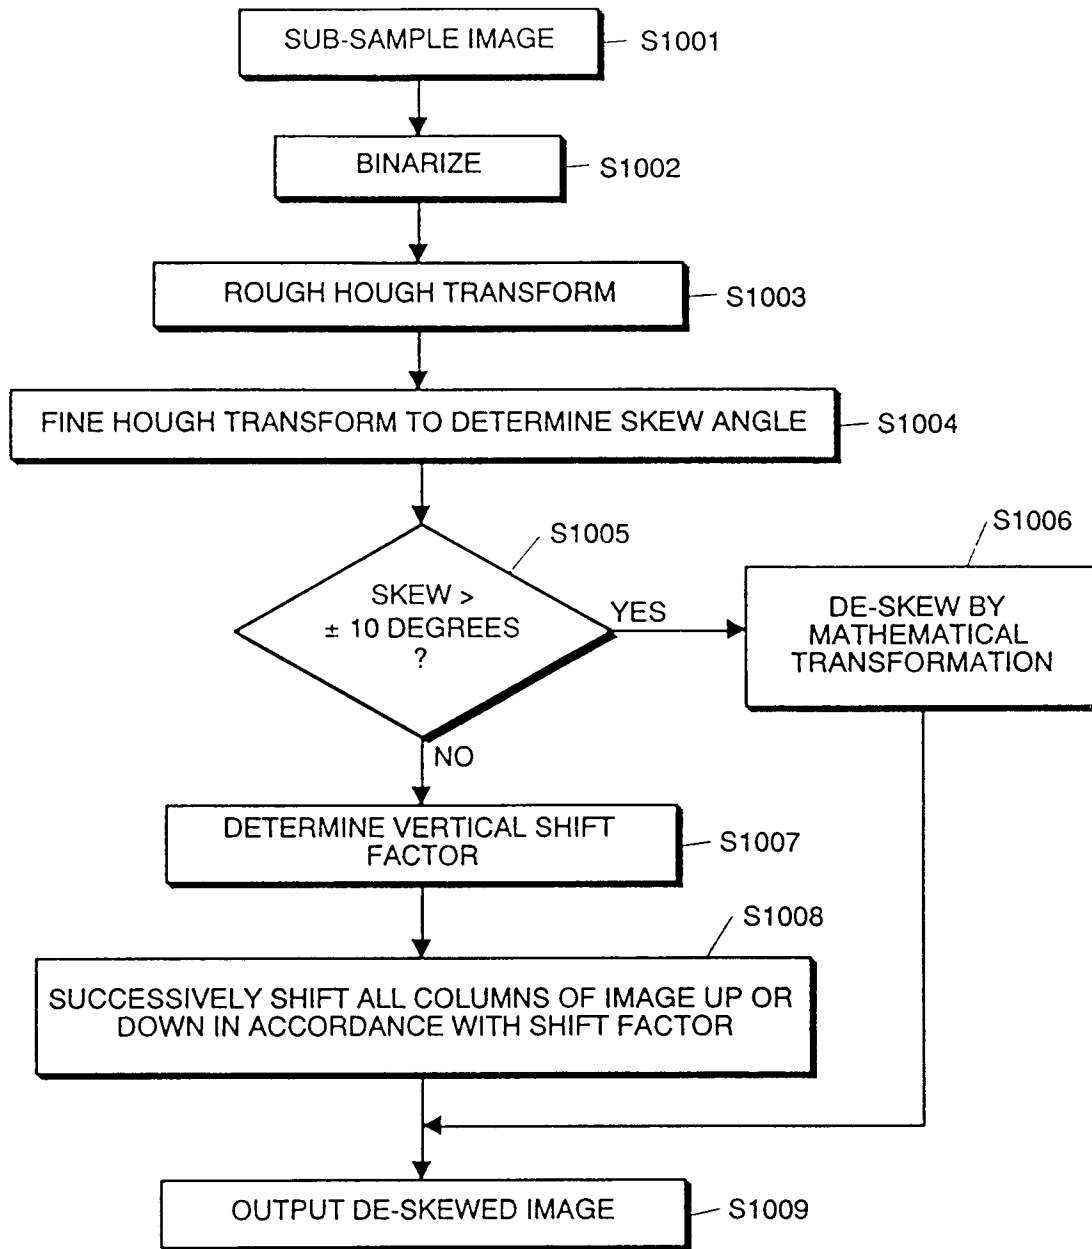 SUB-SAMPLE IMAGE
S1001
BINARIZE
S1002
ROUGH HOUGH TRANSFORM
S1003
FINE HOUGH TRANSFORM TO DETERMINE SKEW ANGLE
S1004
S1005
SKEW >
± 10 DEGREES
?
YES
NO
S1006
DE-SKEW BY
MATHEMATICAL
TRANSFORMATION
DETERMINE VERTICAL SHIFT
FACTOR
S1007
S1008
SUCCESSIVELY SHIFT ALL COLUMNS OF IMAGE UP OR
DOWN IN ACCORDANCE WITH SHIFT FACTOR
OUTPUT DE-SKEWED IMAGE
S1009